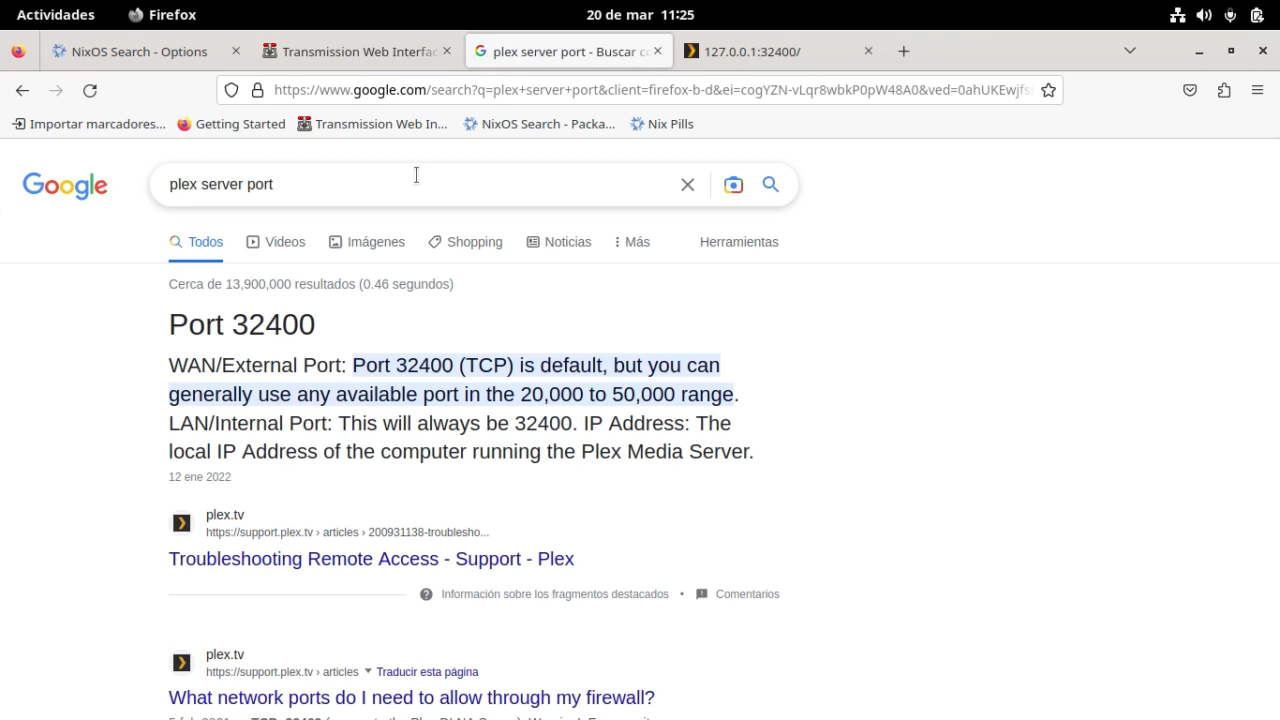 Actividades
Firefox
20 de mar 11:25
NixOS Search - Options
Transmission Web Interfac
plex server port - Buscar c
127.0.0.1:32400/
https://www.google.com/search?q=plex+server+port&client=firefox-b-d&ei=cogYZN-vLqr8wbkP0pW48A0&ved=0ahUKEwjfs
Importar marcadores...
Getting Started
Transmission Web In...
NixOS Search - Packa...
Nix Pills
Google
plex server port
Todos
Videos
Imágenes
Shopping
Noticias
Más
Herramientas
Cerca de 13,900,000 resultados (0.46 segundos)
Port 32400
WAN/External Port: Port 32400 (TCP) is default, but you can
generally use any available port in the 20,000 to 50,000 range.
LAN/Internal Port: This will always be 32400. IP Address: The
local IP Address of the computer running the Plex Media Server.
12 ene 2022
plex.tv
https://support.plex.tv › articles › 200931138-troublesho...
Troubleshooting Remote Access - Support - Plex
Información sobre los fragmentos destacados
•
Comentarios
plex.tv
https://support.plex.tv › articles
Traducir esta página
What network ports do I need to allow through my firewall?